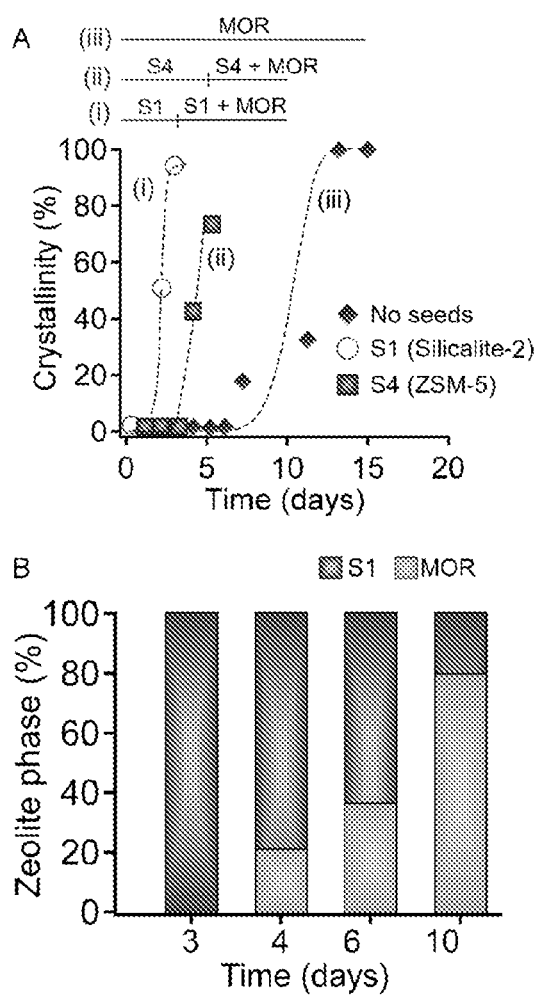 A
(iii) MOR
(ii) S4 S4 + MOR
(i) S1 S1 + MOR
100
80
60
40
20
0
Crystallinity (%)
(i)
(ii)
(iii)
No seeds
S1 (Silicalite-2)
S4 (ZSM-5)
0 5 10 15 20
Time (days)
B
S1 MOR
100
80
60
40
20
0
Zeolite phase (%)
3 4 6 10
Time (days)